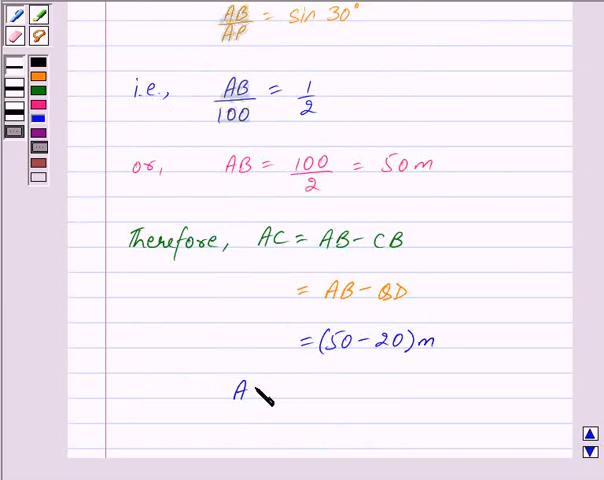 AB/AP = sin 30°
i.e., AB/100 = 1/2
or, AB = 100/2 = 50 m
Therefore, AC = AB - CB
= AB - QD
= (50 - 20) m
A